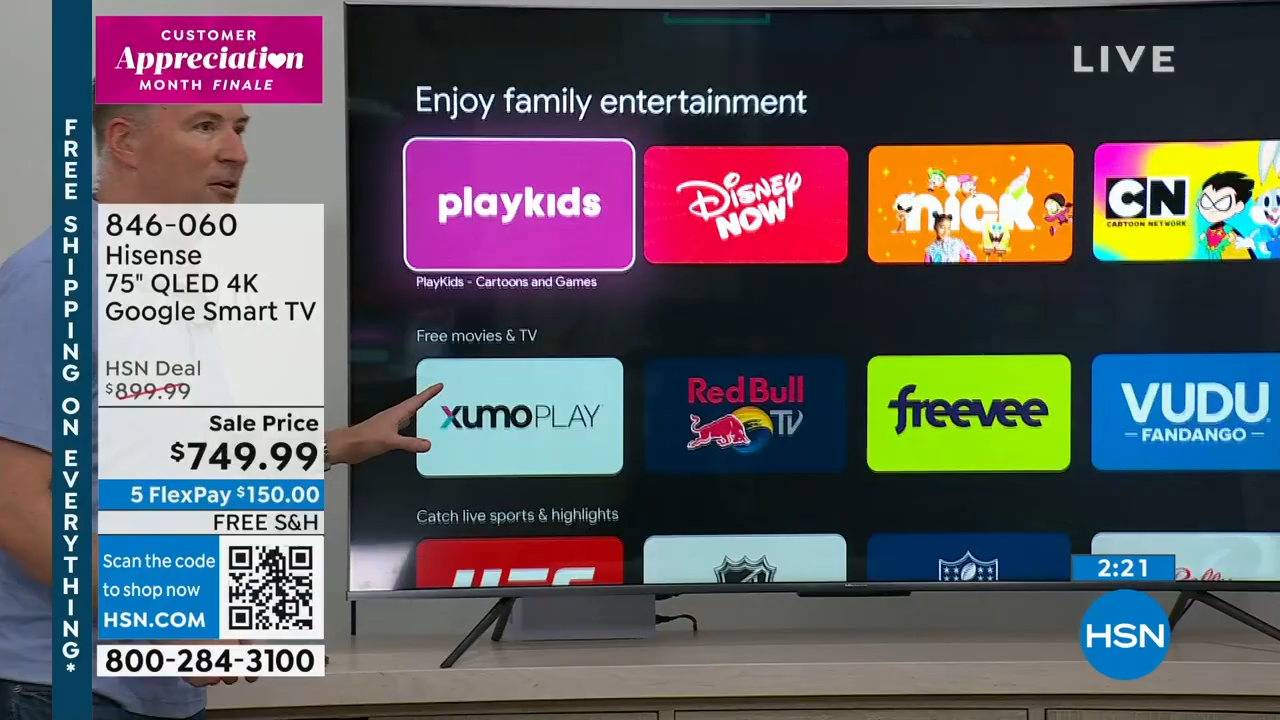 CUSTOMER
Appreciation
MONTH FINALE
FREE SHIPPING ON EVERYTHING*
846-060
Hisense
75" QLED 4K
Google Smart TV
HSN Deal
$899.99
Sale Price
$749.99
5 FlexPay $150.00
FREE S&H
Scan the code
to shop now
HSN.COM
800-284-3100
LIVE
Enjoy family entertainment
playkids
DISNEY
NOW
nick
CN
CARTOON NETWORK
PlayKids - Cartoons and Games
Free movies & TV
xumo PLAY
Red Bull
TV
freevee
VUDU
FANDANGO
Catch live sports & highlights
UFC
NHL
NFL
2:21
HSN